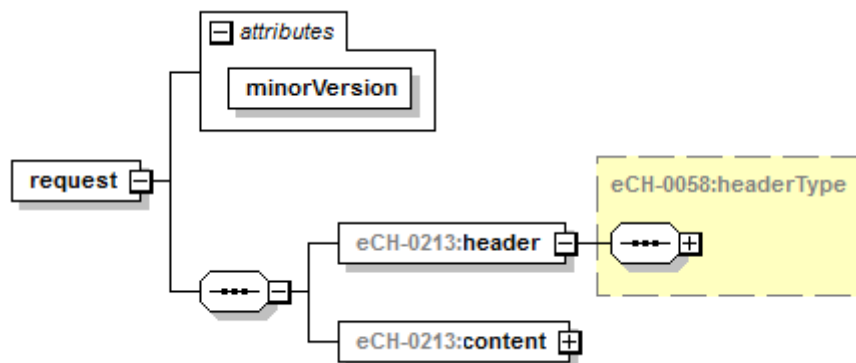 attributes
minorVersion
request
eCH-0058:headerType
eCH-0213:header
eCH-0213:content